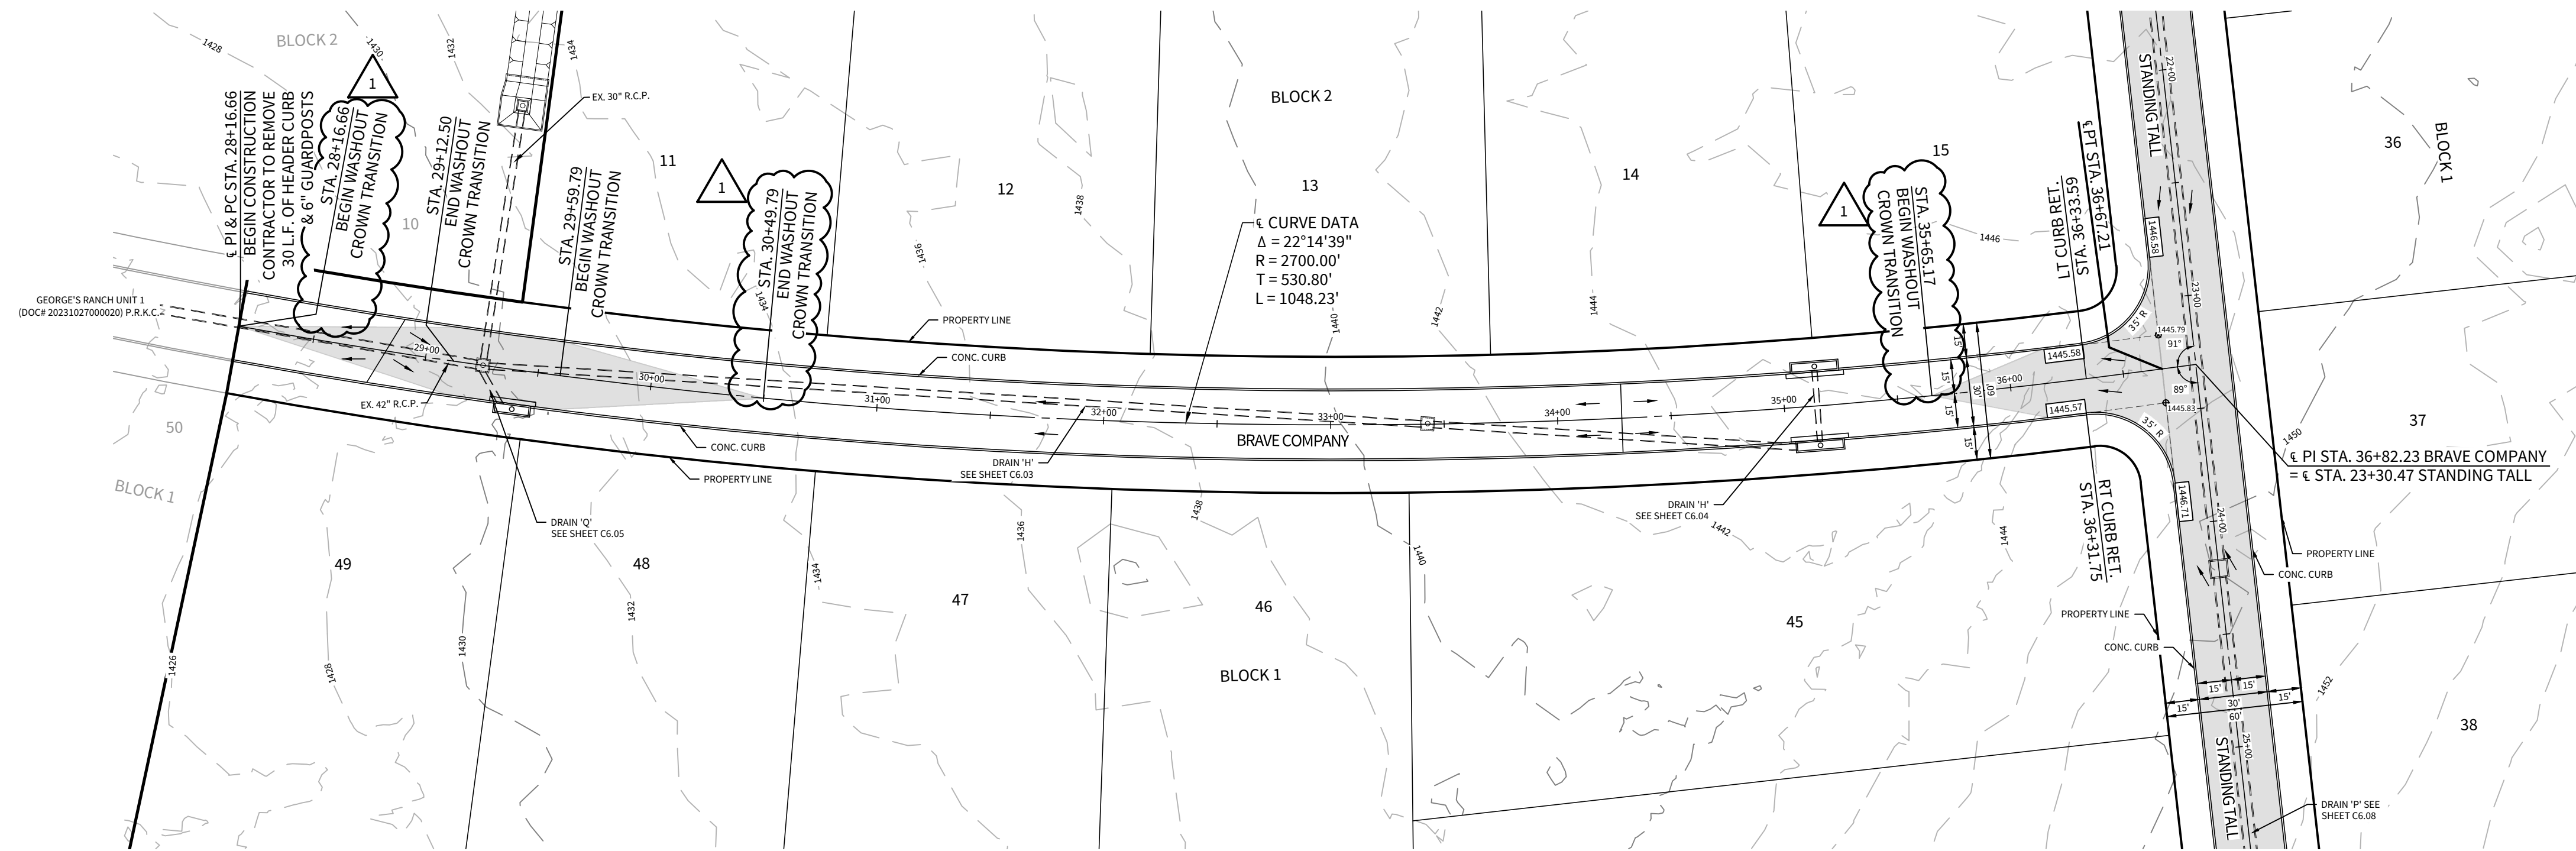 BLOCK 2
1428
1430
1432
1434
1
℄ PI & PC STA. 28+16.66
BEGIN CONSTRUCTION
CONTRACTOR TO REMOVE
30 L.F. OF HEADER CURB
& 6" GUARDPOSTS
STA. 28+16.66
BEGIN WASHOUT
CROWN TRANSITION
10
STA. 29+12.50
END WASHOUT
CROWN TRANSITION
EX. 30" R.C.P.
STA. 29+59.79
BEGIN WASHOUT
CROWN TRANSITION
11
1
STA. 30+49.79
END WASHOUT
CROWN TRANSITION
1434
12
1436
1438
BLOCK 2
13
℄ CURVE DATA
Δ = 22°14'39"
R = 2700.00'
T = 530.80'
L = 1048.23'
1440
1442
14
1444
15
1
STA. 35+65.17
BEGIN WASHOUT
CROWN TRANSITION
1446
LT CURB RET.
STA. 36+33.59
℄PT STA. 36+67.21
STANDING TALL
22+00
1446.58
23+00
36
BLOCK 1
GEORGE'S RANCH UNIT 1
(DOC# 20231027000020) P.R.K.C.
PROPERTY LINE
CONC. CURB
29+00
30+00
31+00
32+00
33+00
34+00
35+00
36+00
EX. 42" R.C.P.
BRAVE COMPANY
15'
15'
15'
15'
30'
60'
1445.58
1445.57
35' R
35' R
1445.79
91°
89°
1445.83
37
1450
℄ PI STA. 36+82.23 BRAVE COMPANY
= ℄ STA. 23+30.47 STANDING TALL
50
BLOCK 1
CONC. CURB
PROPERTY LINE
DRAIN 'H'
SEE SHEET C6.03
DRAIN 'H'
SEE SHEET C6.04
DRAIN 'Q'
SEE SHEET C6.05
RT CURB RET.
STA. 36+31.75
1446.71
24+00
PROPERTY LINE
CONC. CURB
49
48
47
46
45
1426
1428
1430
1432
1434
1436
1438
1440
1442
1444
BLOCK 1
PROPERTY LINE
CONC. CURB
15'
15'
15'
15'
30'
60'
1452
38
STANDING TALL
25+00
DRAIN 'P' SEE
SHEET C6.08